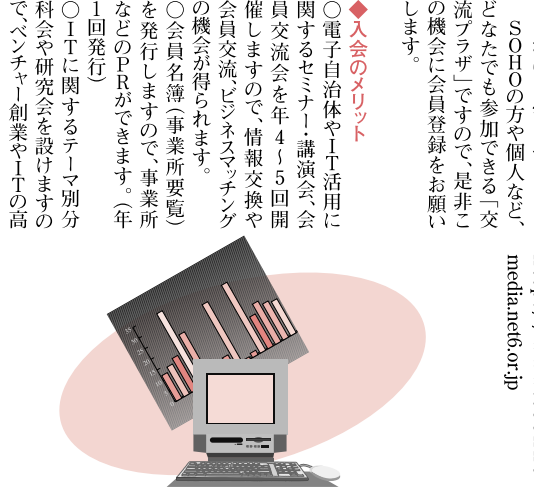 SOHOの方や個人など、
どなたでも参加できる「交
流プラザ」ですので、是非こ
の機会に会員登録をお願い
します。
◆入会のメリット
○電子自治体やIT活用に
関するセミナー・講演会、会
員交流会を年4～5回開
催しますので、情報交換や
会員交流、ビジネスマッチング
の機会が得られます。
○会員名簿(事業所要覧)
を発行しますので、事業所
などのPRができます。(年
1回発行)
○ITに関するテーマ別分
科会や研究会を設けますの
で、ベンチャー創業やITの高
media.net6.or.jp